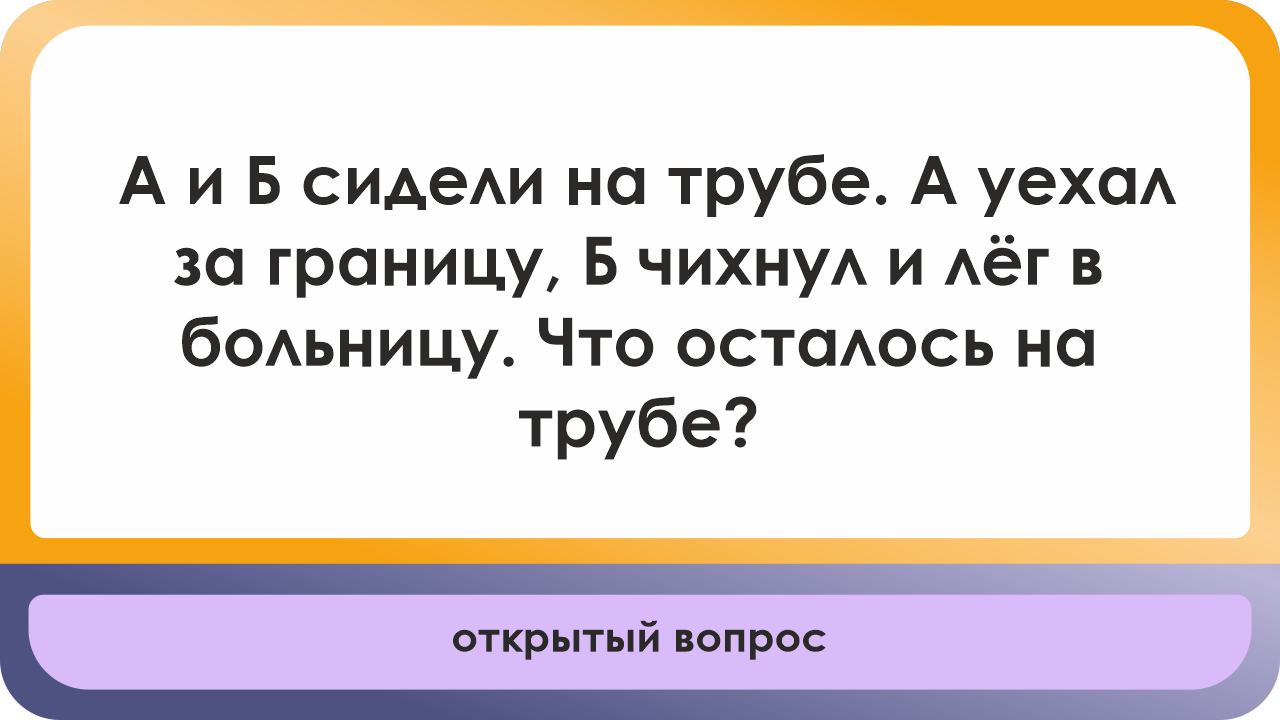 А и Б сидели на трубе. А уехал
за границу, Б чихнул и лёг в
больницу. Что осталось на
трубе?
открытый вопрос